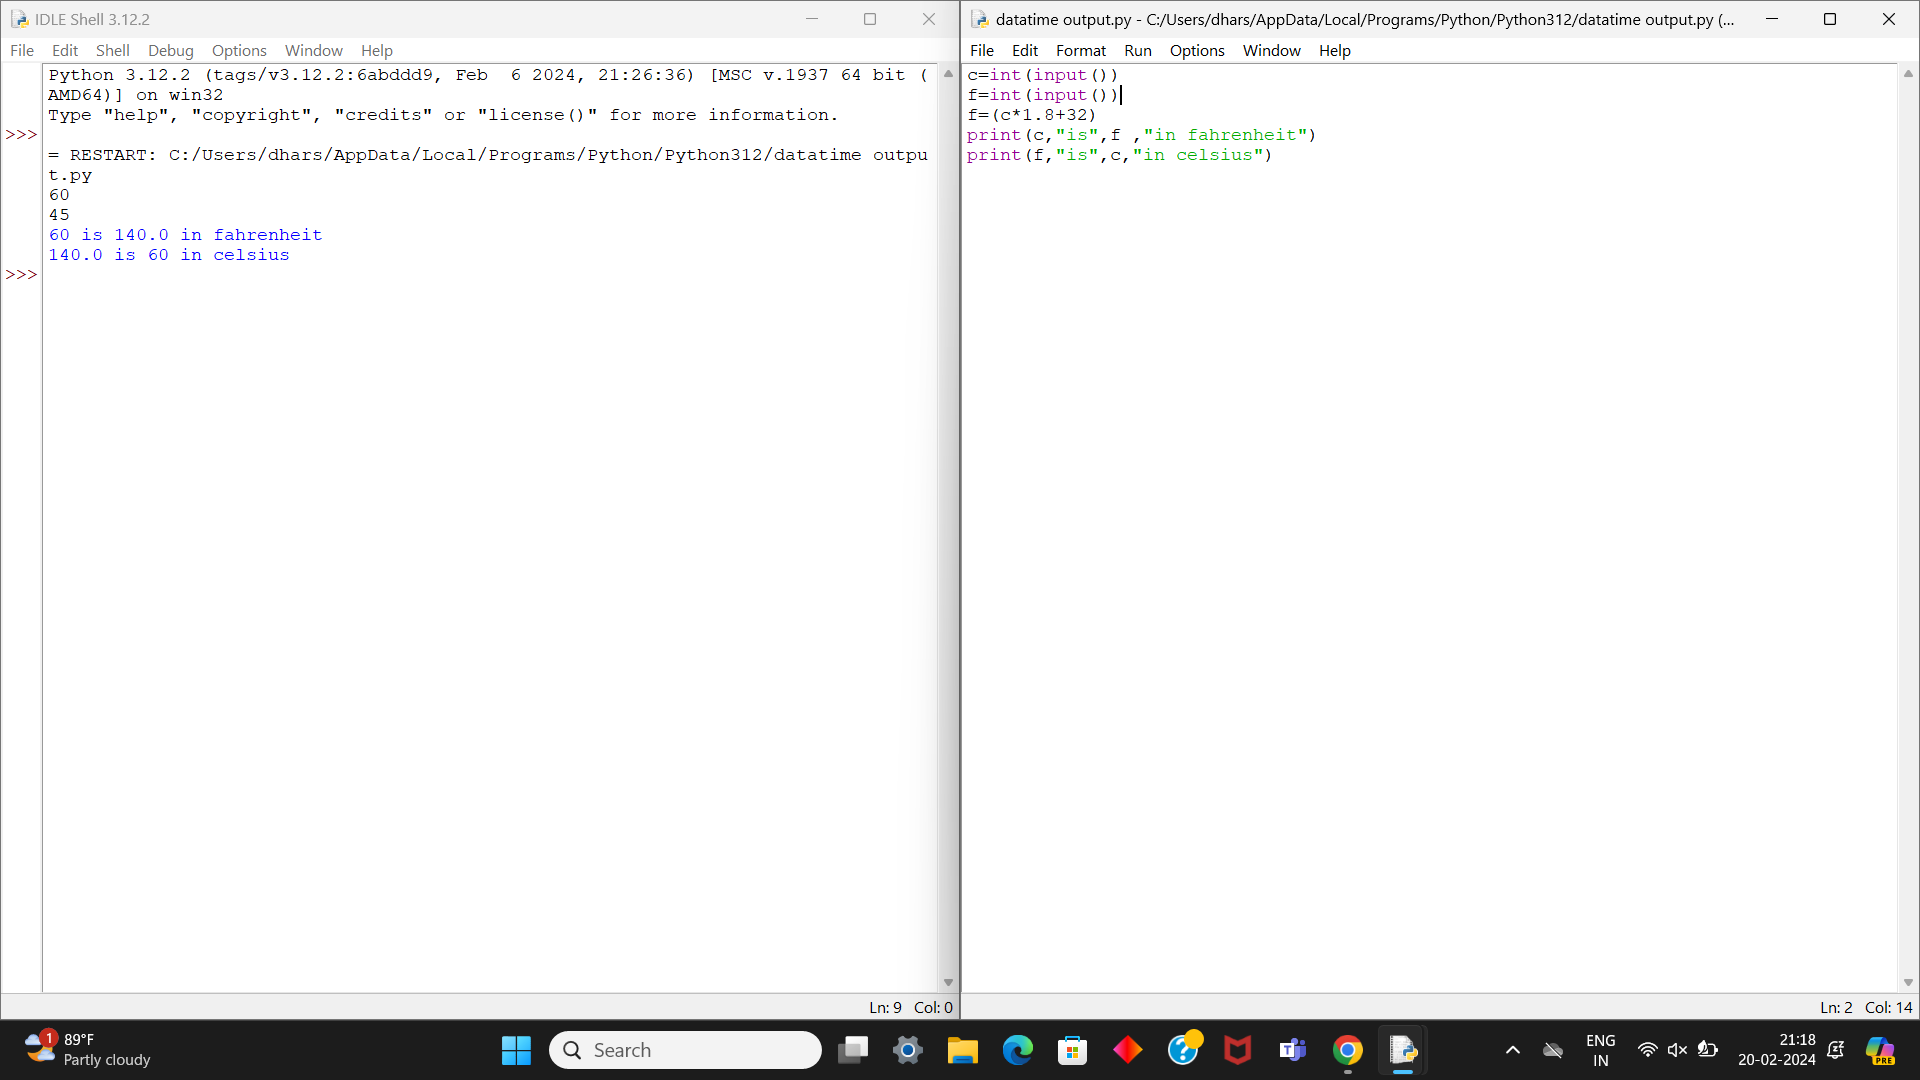 IDLE Shell 3.12.2
File Edit Shell Debug Options Window Help
Python 3.12.2 (tags/v3.12.2:6abddd9, Feb  6 2024, 21:26:36) [MSC v.1937 64 bit (
AMD64)] on win32
Type "help", "copyright", "credits" or "license()" for more information.
>>>
= RESTART: C:/Users/dhars/AppData/Local/Programs/Python/Python312/datatime outpu
t.py
60
45
60 is 140.0 in fahrenheit
140.0 is 60 in celsius
>>>
Ln: 9 Col: 0
datatime output.py - C:/Users/dhars/AppData/Local/Programs/Python/Python312/datatime output.py (...
File Edit Format Run Options Window Help
c=int(input())
f=int(input())
f=(c*1.8+32)
print(c,"is",f ,"in fahrenheit")
print(f,"is",c,"in celsius")
Ln: 2 Col: 14
1
89°F
Partly cloudy
Search
T
ENG
IN
21:18
20-02-2024
PRE